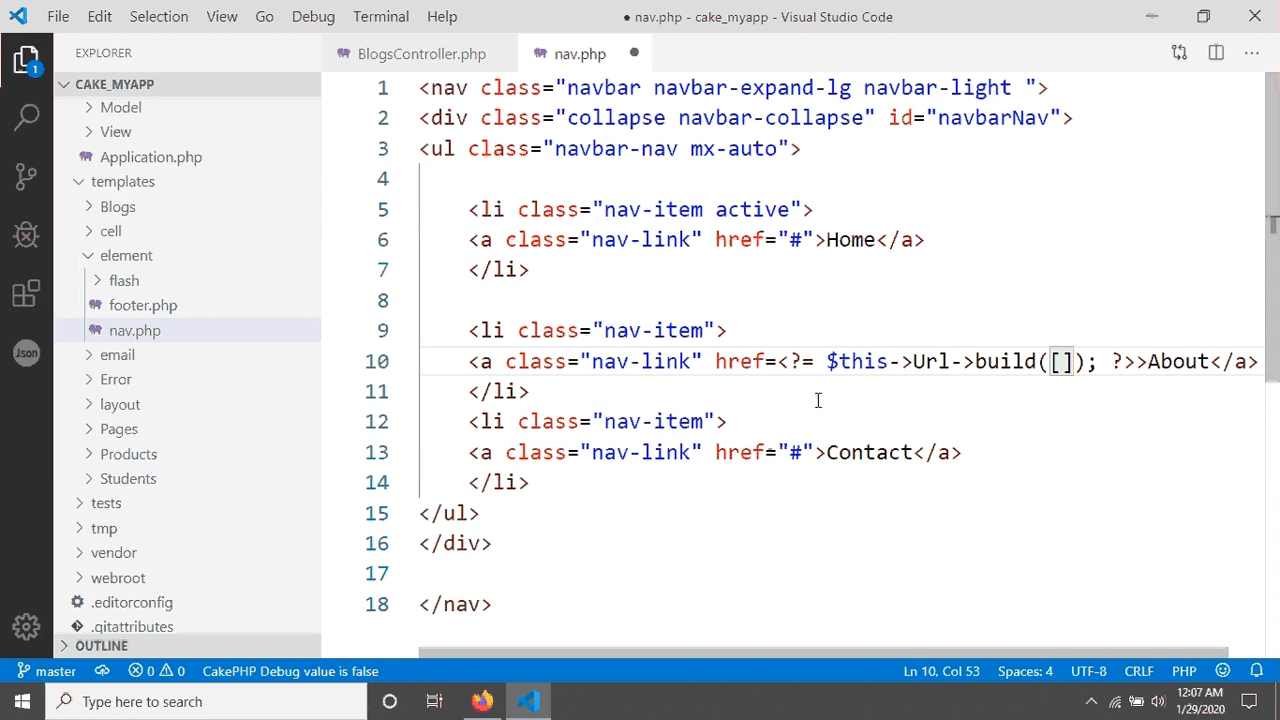 File Edit Selection View Go Debug Terminal Help ● nav.php - cake_myapp - Visual Studio Code
EXPLORER
BlogsController.php
nav.php
1
CAKE_MYAPP
Model
View
Application.php
templates
Blogs
cell
element
flash
footer.php
nav.php
email
Error
layout
Pages
Products
Students
tests
tmp
vendor
webroot
.editorconfig
.gitattributes
OUTLINE
Json
1 <nav class="navbar navbar-expand-lg navbar-light ">
2 <div class="collapse navbar-collapse" id="navbarNav">
3 <ul class="navbar-nav mx-auto">
4
5 <li class="nav-item active">
6 <a class="nav-link" href="#">Home</a>
7 </li>
8
9 <li class="nav-item">
10 <a class="nav-link" href=<?= $this->Url->build([]); ?>>About</a>
11 </li>
12 <li class="nav-item">
13 <a class="nav-link" href="#">Contact</a>
14 </li>
15 </ul>
16 </div>
17
18 </nav>
master 0 0 CakePHP Debug value is false Ln 10, Col 53 Spaces: 4 UTF-8 CRLF PHP
Type here to search
12:07 AM
1/29/2020